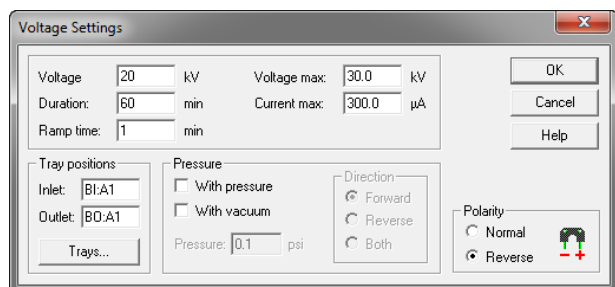 Voltage Settings
Voltage 20 kV Voltage max: 30.0 kV
Duration: 60 min Current max: 300.0 µA
Ramp time: 1 min
OK
Cancel
Help
Tray positions
Inlet: BI:A1
Outlet: BO:A1
Trays...
Pressure
With pressure
With vacuum
Pressure: 0.1 psi
Direction
Forward
Reverse
Both
Polarity
Normal
Reverse